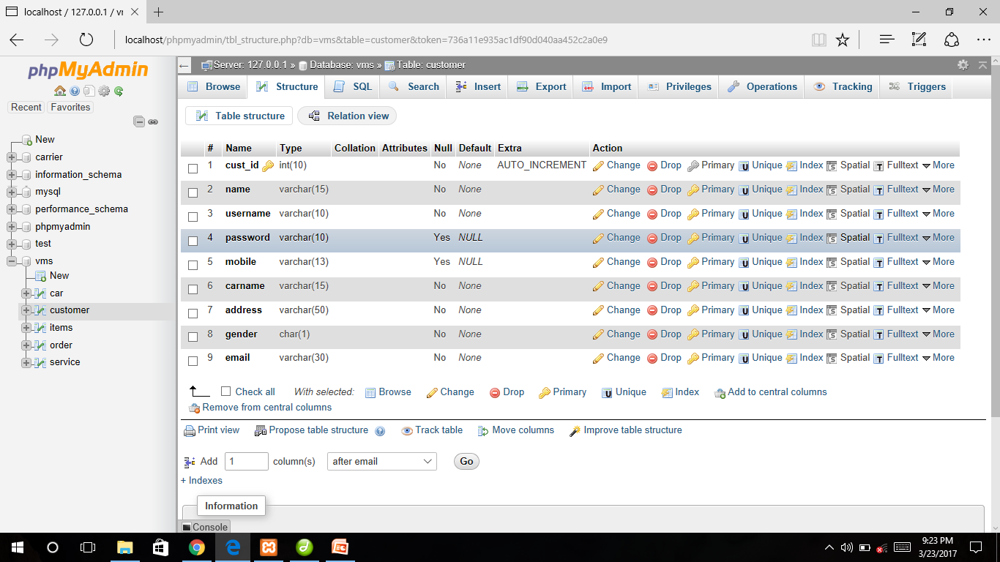 localhost / 127.0.0.1 / vı
localhost/phpmyadmin/tbl_structure.php?db=vms&table=customer&token=736a11e935ac1df90d040aa452c2a0e9
phpMyAdmin
Recent Favorites
New
carrier
information_schema
mysql
performance_schema
phpmyadmin
test
vms
New
car
customer
items
order
service
Server: 127.0.0.1 » Database: vms » Table: customer
Browse Structure SQL Search Insert Export Import Privileges Operations Tracking Triggers
Table structure Relation view
# Name Type Collation Attributes Null Default Extra Action
1 cust_id int(10) No None AUTO_INCREMENT Change Drop Primary Unique Index Spatial Fulltext More
2 name varchar(15) No None Change Drop Primary Unique Index Spatial Fulltext More
3 username varchar(10) No None Change Drop Primary Unique Index Spatial Fulltext More
4 password varchar(10) Yes NULL Change Drop Primary Unique Index Spatial Fulltext More
5 mobile varchar(13) Yes NULL Change Drop Primary Unique Index Spatial Fulltext More
6 carname varchar(15) No None Change Drop Primary Unique Index Spatial Fulltext More
7 address varchar(50) No None Change Drop Primary Unique Index Spatial Fulltext More
8 gender char(1) No None Change Drop Primary Unique Index Spatial Fulltext More
9 email varchar(30) No None Change Drop Primary Unique Index Spatial Fulltext More
Check all With selected: Browse Change Drop Primary Unique Index Add to central columns
Remove from central columns
Print view Propose table structure Track table Move columns Improve table structure
Add 1 column(s) after email Go
+ Indexes
Information
Console
9:23 PM
3/23/2017